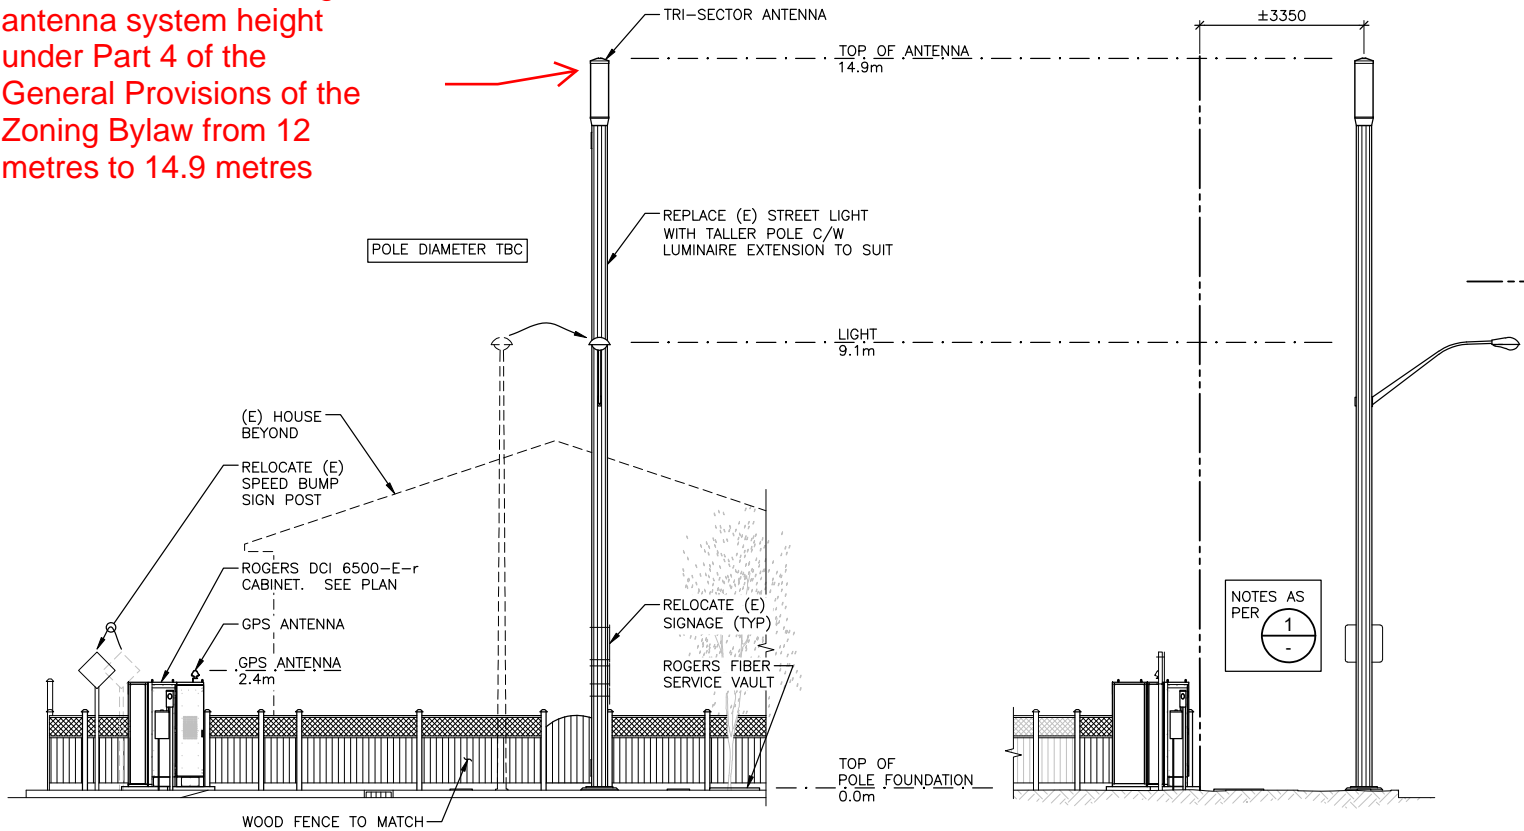 antenna system height
under Part 4 of the
General Provisions of the
Zoning Bylaw from 12
metres to 14.9 metres
TRI-SECTOR ANTENNA
TOP OF ANTENNA
14.9m
±3350
POLE DIAMETER TBC
REPLACE (E) STREET LIGHT
WITH TALLER POLE C/W
LUMINAIRE EXTENSION TO SUIT
LIGHT
9.1m
(E) HOUSE
BEYOND
RELOCATE (E)
SPEED BUMP
SIGN POST
ROGERS DCI 6500-E-r
CABINET. SEE PLAN
GPS ANTENNA
GPS ANTENNA
2.4m
RELOCATE (E)
SIGNAGE (TYP)
ROGERS FIBER
SERVICE VAULT
NOTES AS
PER
1
-
TOP OF
POLE FOUNDATION
0.0m
WOOD FENCE TO MATCH